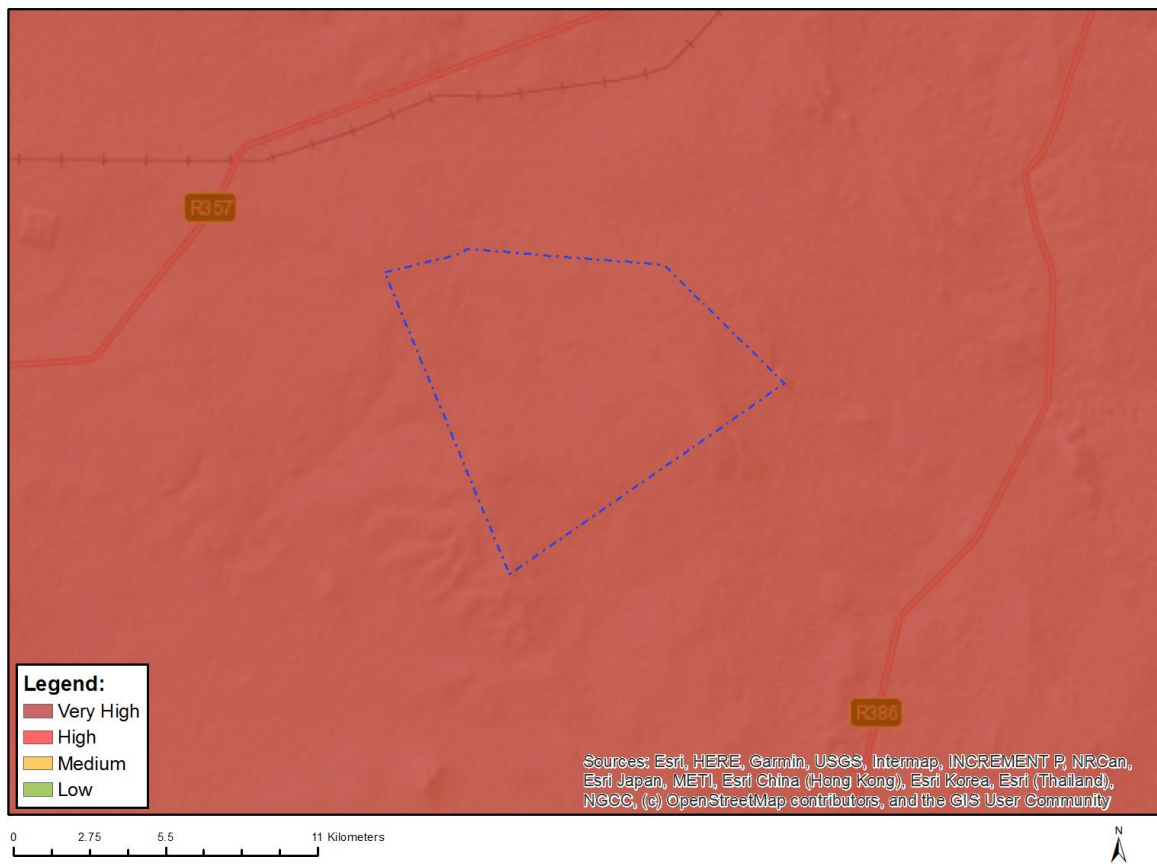 R357
R386
Legend:
Very High
High
Medium
Low
Sources: Esri, HERE, Garmin, USGS, Intermap, INCREMENT P, NRCan,
Esri Japan, METI, Esri China (Hong Kong), Esri Korea, Esri (Thailand),
NGCC, (c) OpenStreetMap contributors, and the GIS User Community
0 2.75 5.5 11 Kilometers
N